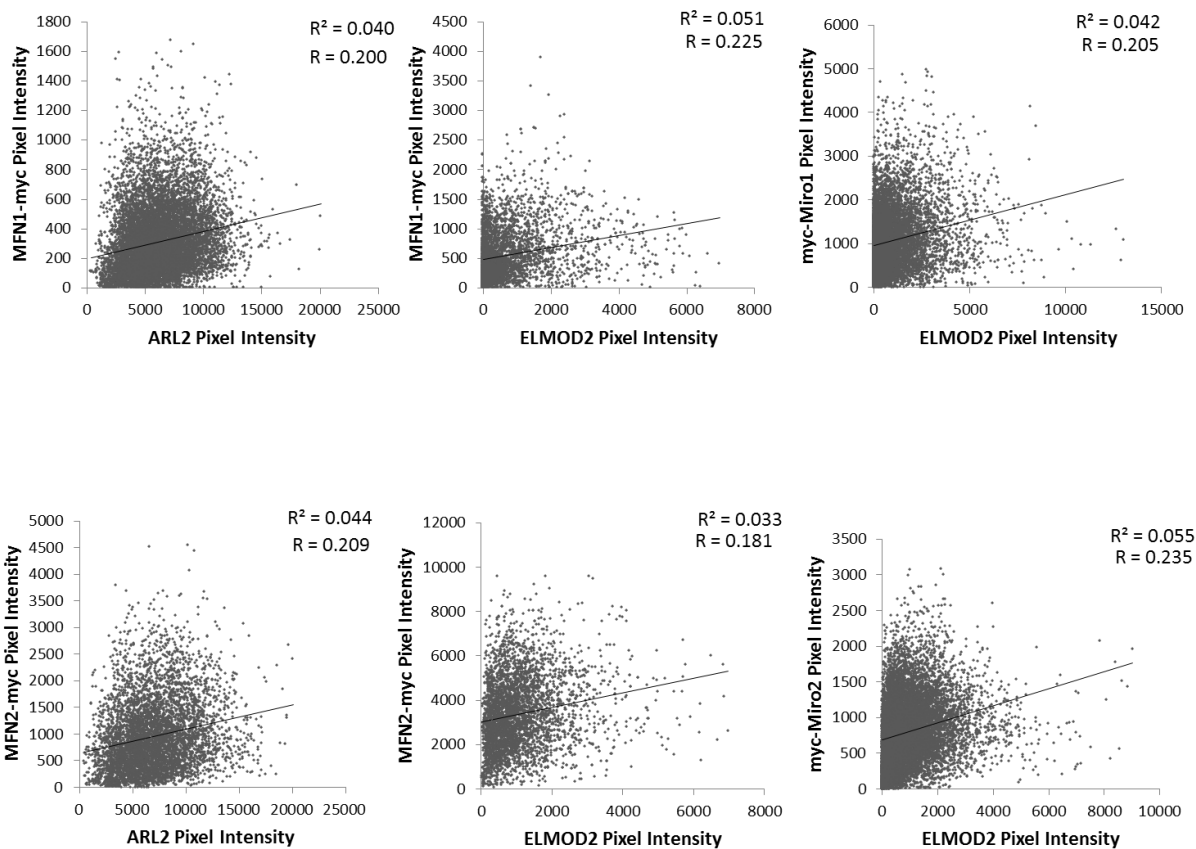 R² = 0.040
R = 0.200
MFN1-myc Pixel Intensity
1800
1600
1400
1200
1000
800
600
400
200
0
0 5000 10000 15000 20000 25000
ARL2 Pixel Intensity
R² = 0.051
R = 0.225
MFN1-myc Pixel Intensity
4500
4000
3500
3000
2500
2000
1500
1000
500
0
0 2000 4000 6000 8000
ELMOD2 Pixel Intensity
R² = 0.042
R = 0.205
myc-Miro1 Pixel Intensity
6000
5000
4000
3000
2000
1000
0
0 5000 10000 15000
ELMOD2 Pixel Intensity
R² = 0.044
R = 0.209
MFN2-myc Pixel Intensity
5000
4500
4000
3500
3000
2500
2000
1500
1000
500
0
0 5000 10000 15000 20000 25000
ARL2 Pixel Intensity
R² = 0.033
R = 0.181
MFN2-myc Pixel Intensity
12000
10000
8000
6000
4000
2000
0
0 2000 4000 6000 8000
ELMOD2 Pixel Intensity
R² = 0.055
R = 0.235
myc-Miro2 Pixel Intensity
3500
3000
2500
2000
1500
1000
500
0
0 2000 4000 6000 8000 10000
ELMOD2 Pixel Intensity